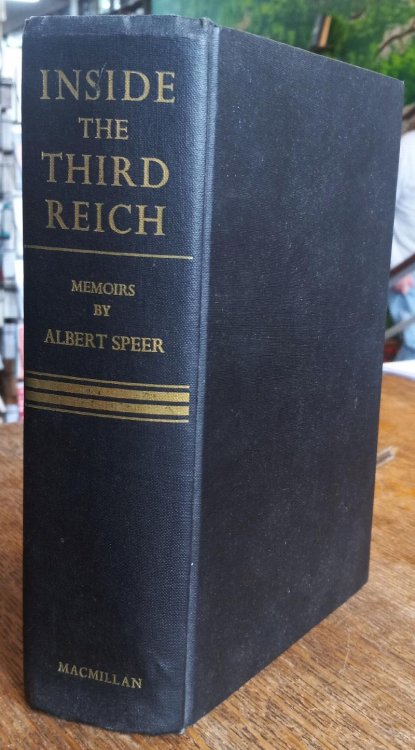 INSIDE
THE
THIRD
REICH
MEMOIRS
BY
ALBERT SPEER
MACMILLAN